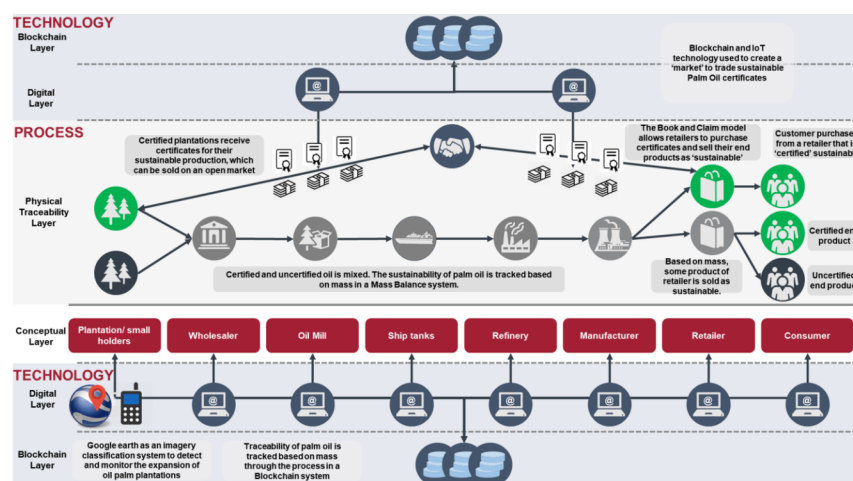 TECHNOLOGY
Blockchain
Layer
Digital
Layer
Blockchain and IoT
technology used to create a
'market' to trade sustainable
Palm Oil certificates
PROCESS
Certified plantations receive
certificates for their
sustainable production, which
can be sold on an open market
The Book and Claim model
allows retailers to purchase
certificates and sell their end
products as 'sustainable'
Customer purchase
from a retailer that is
'certified' sustainab
Physical
Traceability
Layer
Certified and uncertified oil is mixed. The sustainability of palm oil is tracked based
on mass in a Mass Balance system.
Based on mass,
some product of
retailer is sold as
sustainable.
Certified en
product
Uncertified
end produc
Conceptual
Layer
Plantation/ small
holders
Wholesaler
Oil Mill
Ship tanks
Refinery
Manufacturer
Retailer
Consumer
TECHNOLOGY
Digital
Layer
@ @ @ @ @ @ @
Blockchain
Layer
Google earth as an imagery
classification system to detect
and monitor the expansion of
oil palm plantations
Traceability of palm oil is
tracked based on mass
through the process in a
Blockchain system